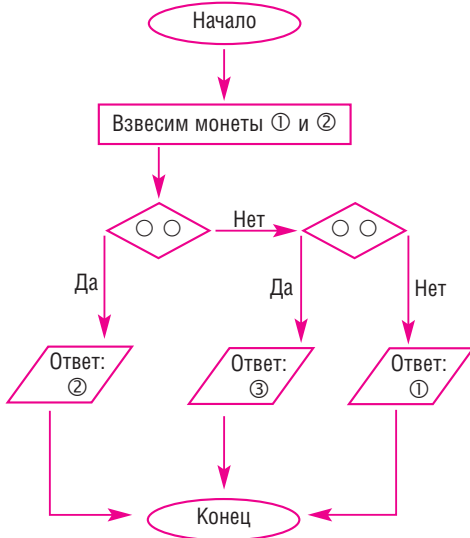 Начало
Взвесим монеты ① и ②
○ ○
Нет
○ ○
Да
Да
Нет
Ответ:
②
Ответ:
③
Ответ:
①
Конец